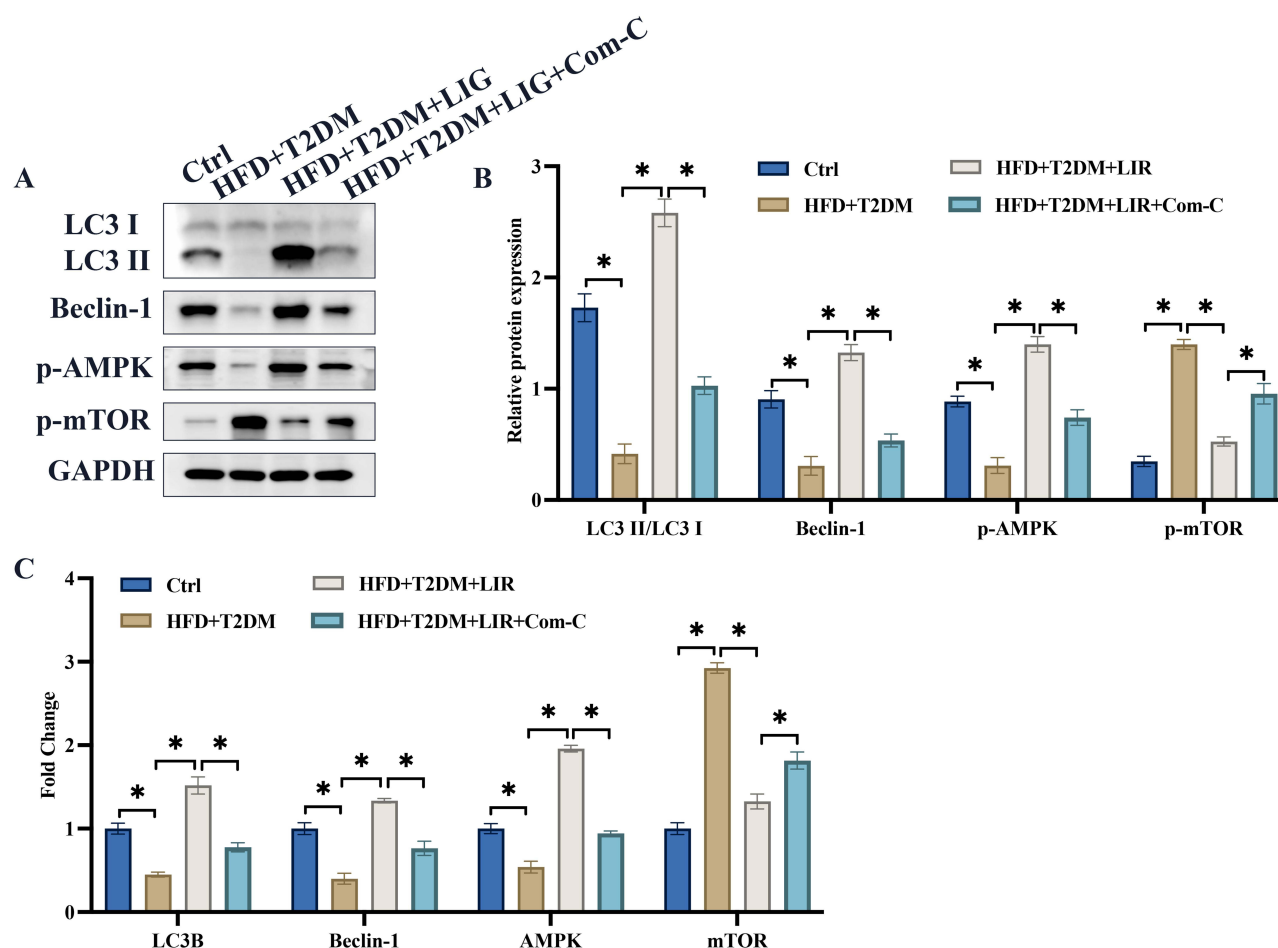 A
Ctrl
HFD+T2DM
HFD+T2DM+LIG
HFD+T2DM+LIG+Com-C
LC3 I
LC3 II
Beclin-1
p-AMPK
p-mTOR
GAPDH
B
Ctrl
HFD+T2DM+LIR
HFD+T2DM
HFD+T2DM+LIR+Com-C
Relative protein expression
3
2
1
0
* * * * * * * * * * * *
LC3 II/LC3 I Beclin-1 p-AMPK p-mTOR
C
Ctrl
HFD+T2DM+LIR
HFD+T2DM
HFD+T2DM+LIR+Com-C
Fold Change
4
3
2
1
0
* * * * * * * * * * * *
LC3B Beclin-1 AMPK mTOR